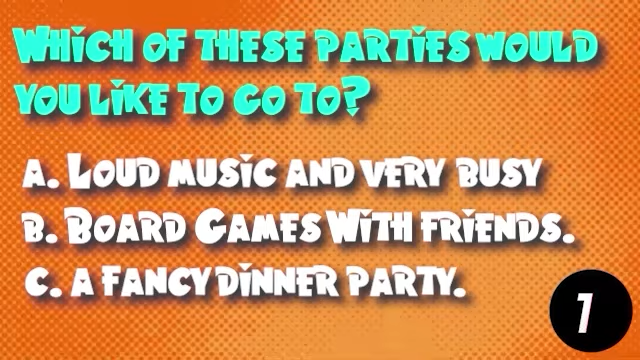 Which of these parties would
you like to go to?
A. Loud music and very busy
B. Board Games With friends.
C. a fancy dinner party.
1